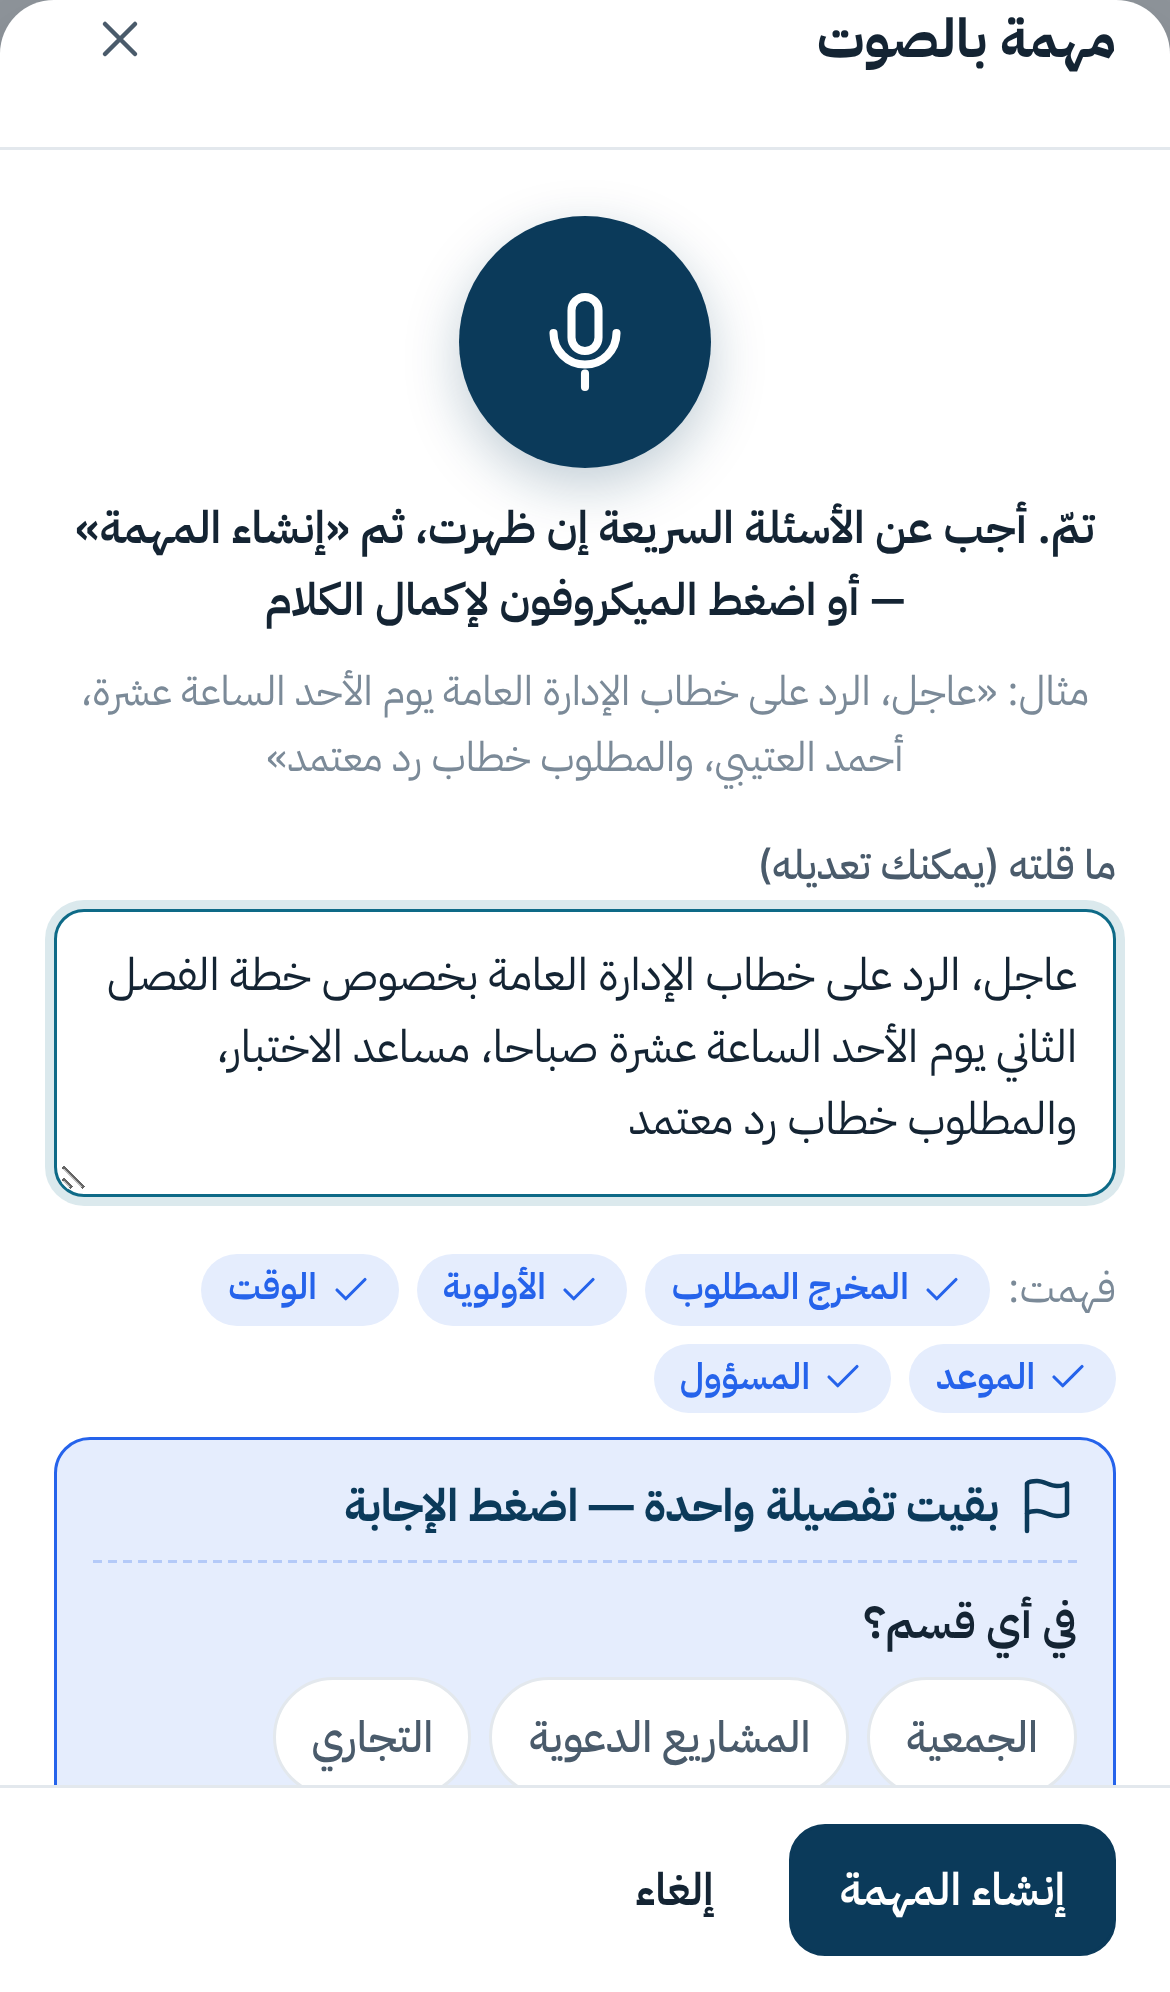 مهمة بالصوت
تمّ. أجب عن الأسئلة السريعة إن ظهرت، ثم «إنشاء المهمة»
— أو اضغط الميكروفون لإكمال الكلام
مثال: «عاجل، الرد على خطاب الإدارة العامة يوم الأحد الساعة عشرة،
أحمد العتيبي، والمطلوب خطاب رد معتمد»
ما قلته (يمكنك تعديله)
عاجل، الرد على خطاب الإدارة العامة بخصوص خطة الفصل
الثاني يوم الأحد الساعة عشرة صباحا، مساعد الاختبار،
والمطلوب خطاب رد معتمد
فهمت: المخرج المطلوب الأولوية الوقت
الموعد المسؤول
بقيت تفصيلة واحدة — اضغط الإجابة
في أي قسم؟
الجمعية المشاريع الدعوية التجاري
إنشاء المهمة إلغاء